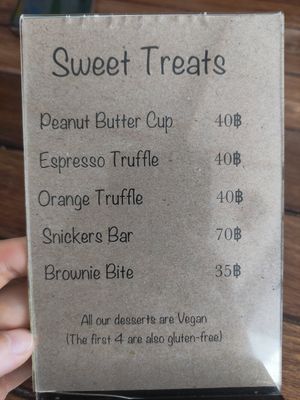 Sweet Treats
Peanut Butter Cup 40฿
Espresso Truffle 40฿
Orange Truffle 40฿
Snickers Bar 70฿
Brownie Bite 35฿
All our desserts are Vegan
(The first 4 are also gluten-free)